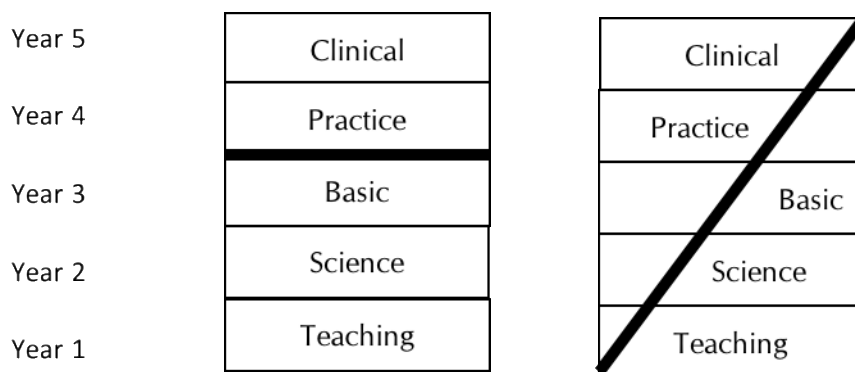 Year 5
Clinical
Clinical
Year 4
Practice
Practice
Year 3
Basic
Basic
Year 2
Science
Science
Year 1
Teaching
Teaching